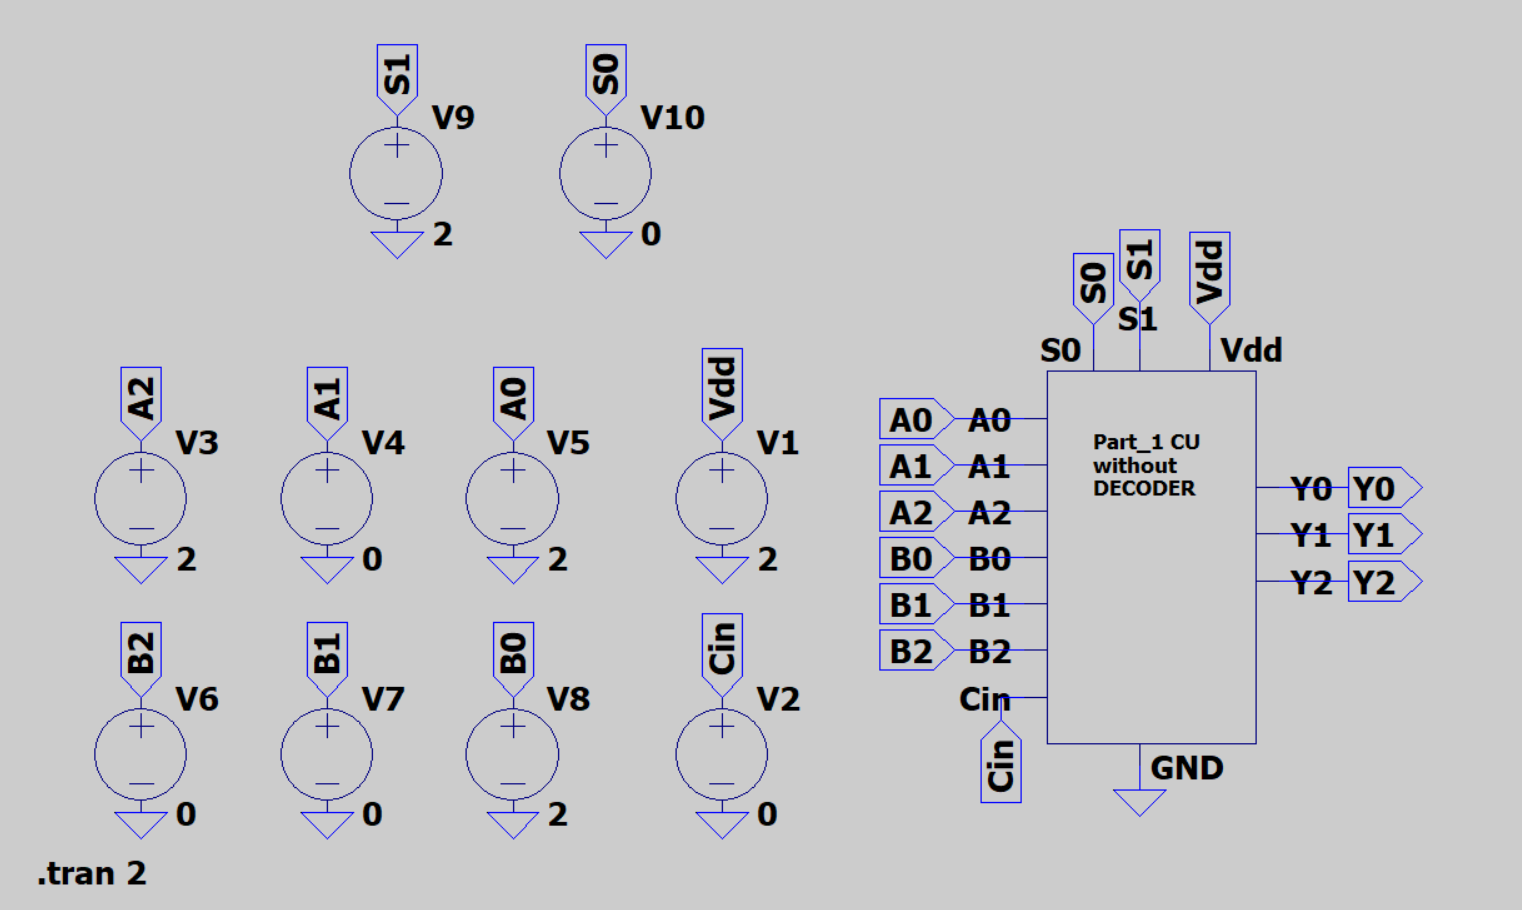 S1
V9
2
S0
V10
0
A2
V3
2
A1
V4
0
A0
V5
2
Vdd
V1
2
B2
V6
0
B1
V7
0
B0
V8
2
Cin
V2
0
.tran 2
S0
S1
Vdd
S0
S1
Vdd
A0 A0
A1 A1
A2 A2
B0 B0
B1 B1
B2 B2
Cin
Cin
Part_1 CU
without
DECODER
Y0 Y0
Y1 Y1
Y2 Y2
GND